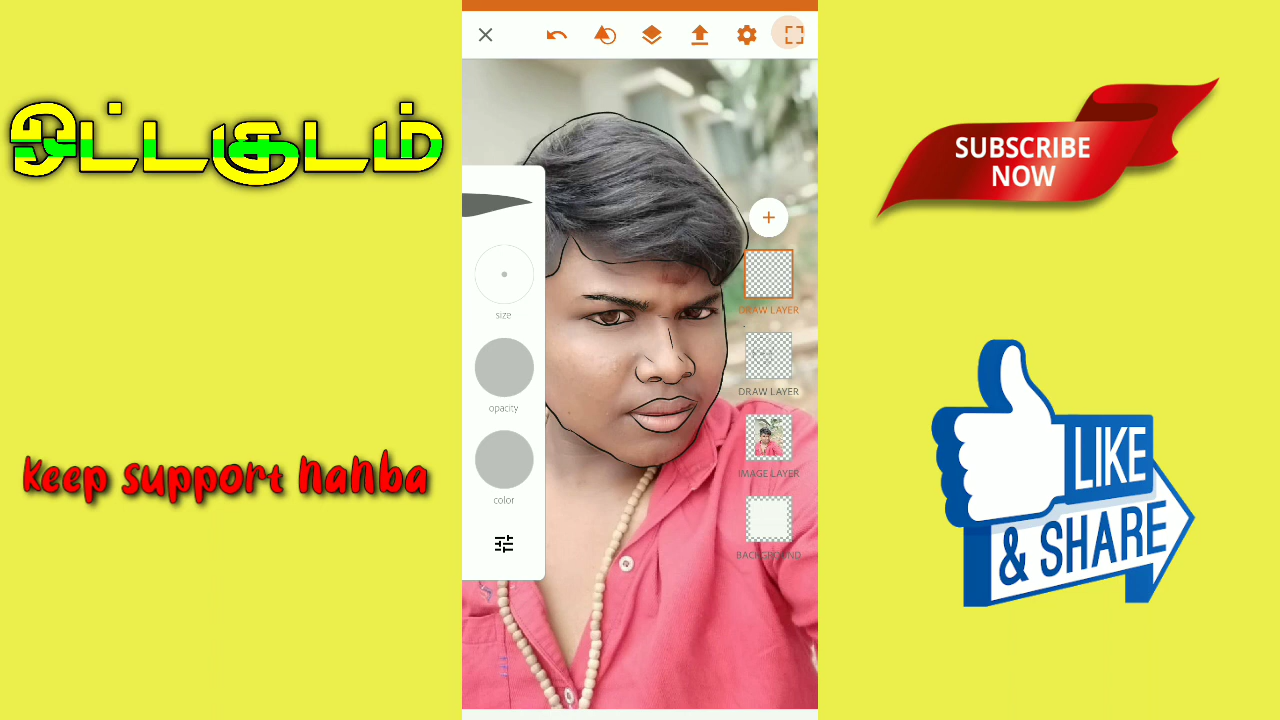 ஒட்டகுடம்
SUBSCRIBE
NOW
size
opacity
color
DRAW LAYER
DRAW LAYER
IMAGE LAYER
BACKGROUND
Keep support nanba
LIKE
& SHARE